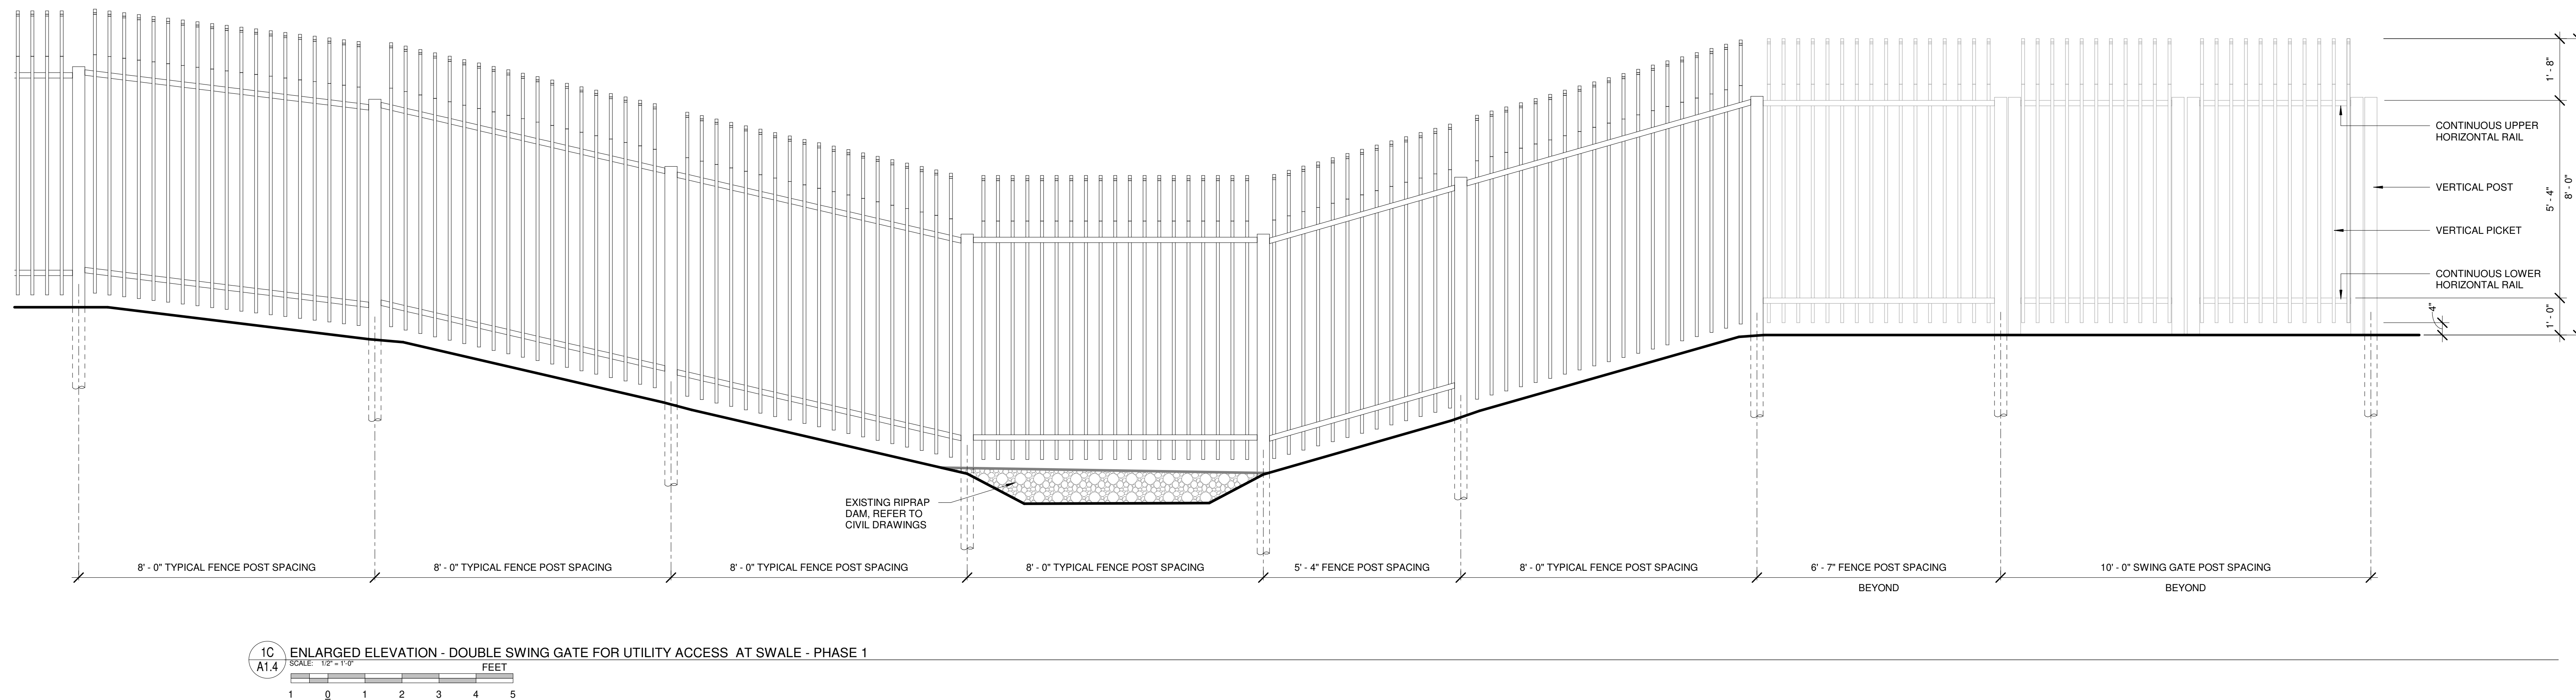 1' - 8"
CONTINUOUS UPPER
HORIZONTAL RAIL
VERTICAL POST
5' - 4"
8' - 0"
VERTICAL PICKET
CONTINUOUS LOWER
HORIZONTAL RAIL
4"
1' - 0"
EXISTING RIPRAP
DAM, REFER TO
CIVIL DRAWINGS
8' - 0" TYPICAL FENCE POST SPACING
8' - 0" TYPICAL FENCE POST SPACING
8' - 0" TYPICAL FENCE POST SPACING
8' - 0" TYPICAL FENCE POST SPACING
5' - 4" FENCE POST SPACING
8' - 0" TYPICAL FENCE POST SPACING
6' - 7" FENCE POST SPACING
BEYOND
10' - 0" SWING GATE POST SPACING
BEYOND
1C
A1.4
ENLARGED ELEVATION - DOUBLE SWING GATE FOR UTILITY ACCESS AT SWALE - PHASE 1
SCALE: 1/2" = 1'-0"
FEET
1 0 1 2 3 4 5